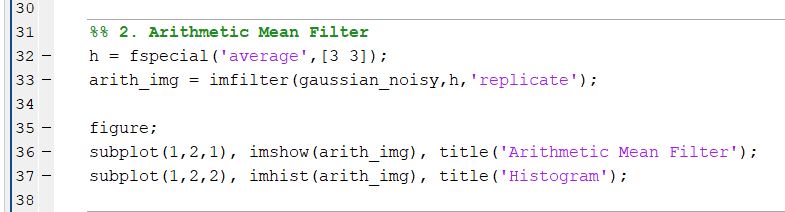 30
31 %% 2. Arithmetic Mean Filter
32 – h = fspecial('average',[3 3]);
33 – arith_img = imfilter(gaussian_noisy,h,'replicate');
34
35 – figure;
36 – subplot(1,2,1), imshow(arith_img), title('Arithmetic Mean Filter');
37 – subplot(1,2,2), imhist(arith_img), title('Histogram');
38